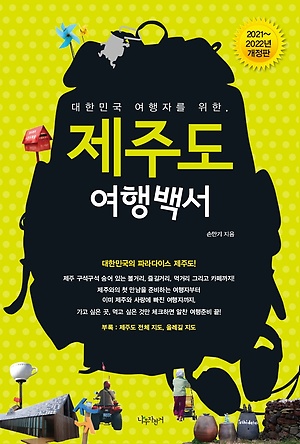 2021~
2022년
개정판
대한민국 여행자를 위한.
제주도
여행백서
손민기 지음
대한민국의 파라다이스 제주도!
제주 구석구석 숨어 있는 볼거리, 즐길거리, 먹거리 그리고 카페까지!
제주와의 첫 만남을 준비하는 여행자부터
이미 제주와 사랑에 빠진 여행자까지,
가고 싶은 곳, 먹고 싶은 것만 체크하면 알찬 여행준비 끝!
부록 : 제주도 전체 지도, 올레길 지도
나무자전거